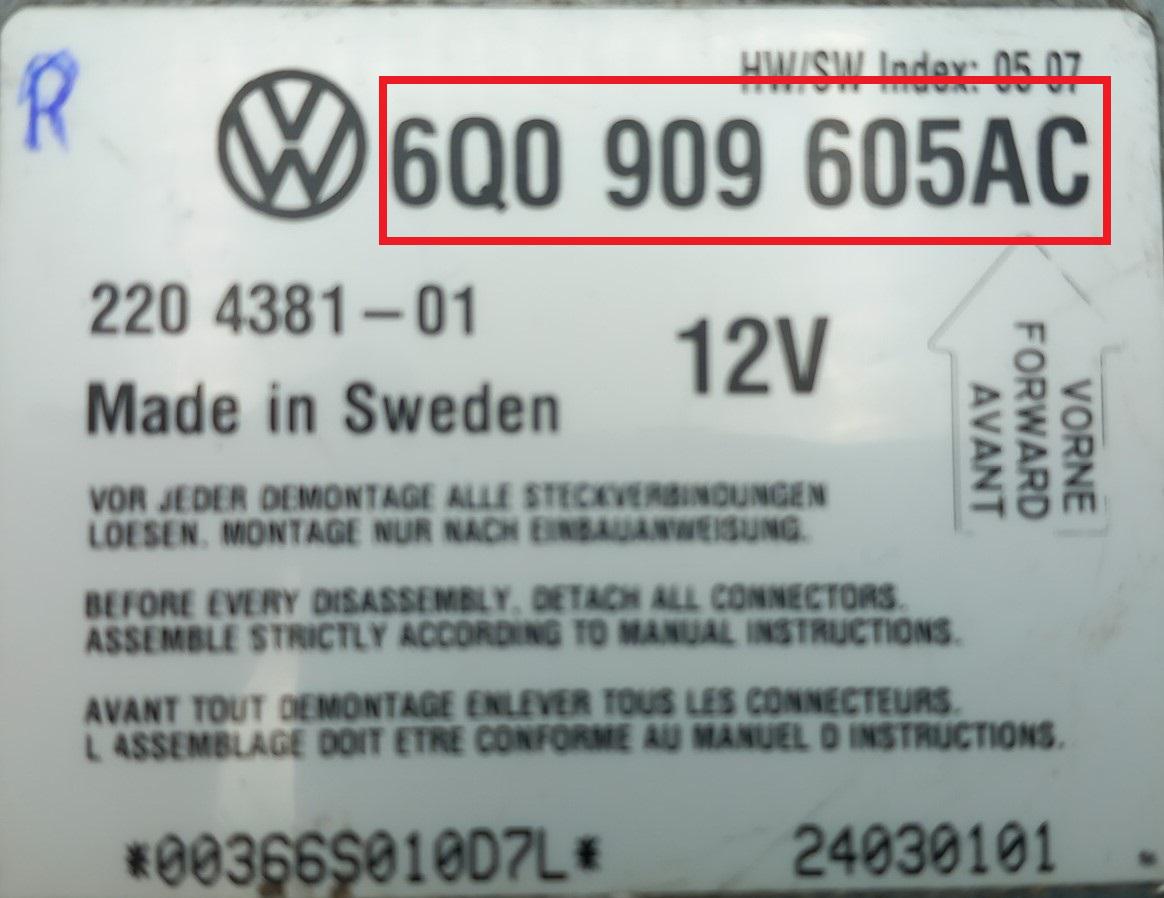 R
HW/SW Index: 05 07
6Q0 909 605AC
220 4381-01
12V
Made in Sweden
VORNE
FORWARD
AVANT
VOR JEDER DEMONTAGE ALLE STECKVERBINDUNGEN
LOESEN. MONTAGE NUR NACH EINBAUANWEISUNG.
BEFORE EVERY DISASSEMBLY, DETACH ALL CONNECTORS.
ASSEMBLE STRICTLY ACCORDING TO MANUAL INSTRUCTIONS.
AVANT TOUT DEMONTAGE ENLEVER TOUS LES CONNECTEURS.
L ASSEMBLAGE DOIT ETRE CONFORME AU MANUEL D INSTRUCTIONS.
*00366S010D7L*
24030101